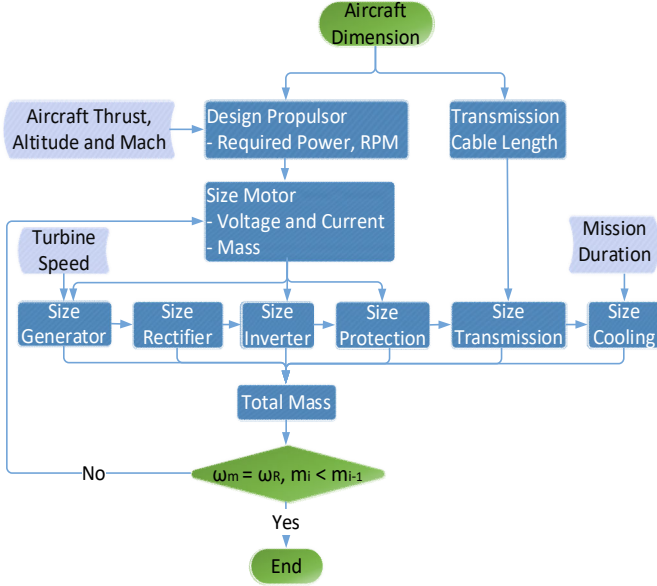 Aircraft
Dimension
Aircraft Thrust,
Altitude and Mach
Design Propulsor
- Required Power, RPM
Transmission
Cable Length
Size Motor
- Voltage and Current
- Mass
Turbine
Speed
Mission
Duration
Size
Generator
Size
Rectifier
Size
Inverter
Size
Protection
Size
Transmission
Size
Cooling
Total Mass
ωm = ωR, mi < mi-1
No
Yes
End